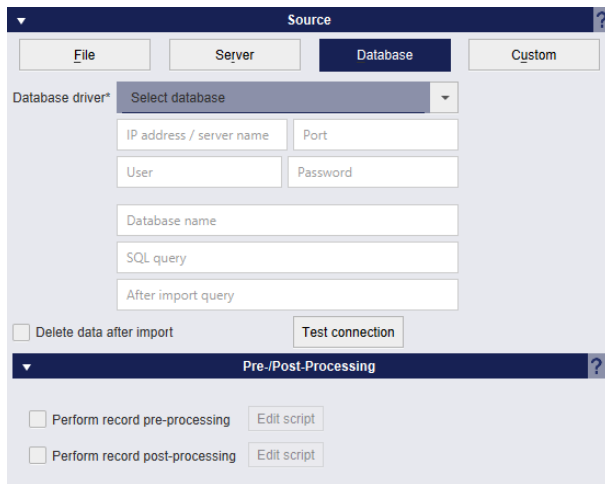 Source ?
File Server Database Custom
Database driver* Select database
IP address / server name Port
User Password
Database name
SQL query
After import query
Delete data after import Test connection
Pre-/Post-Processing ?
Perform record pre-processing Edit script
Perform record post-processing Edit script